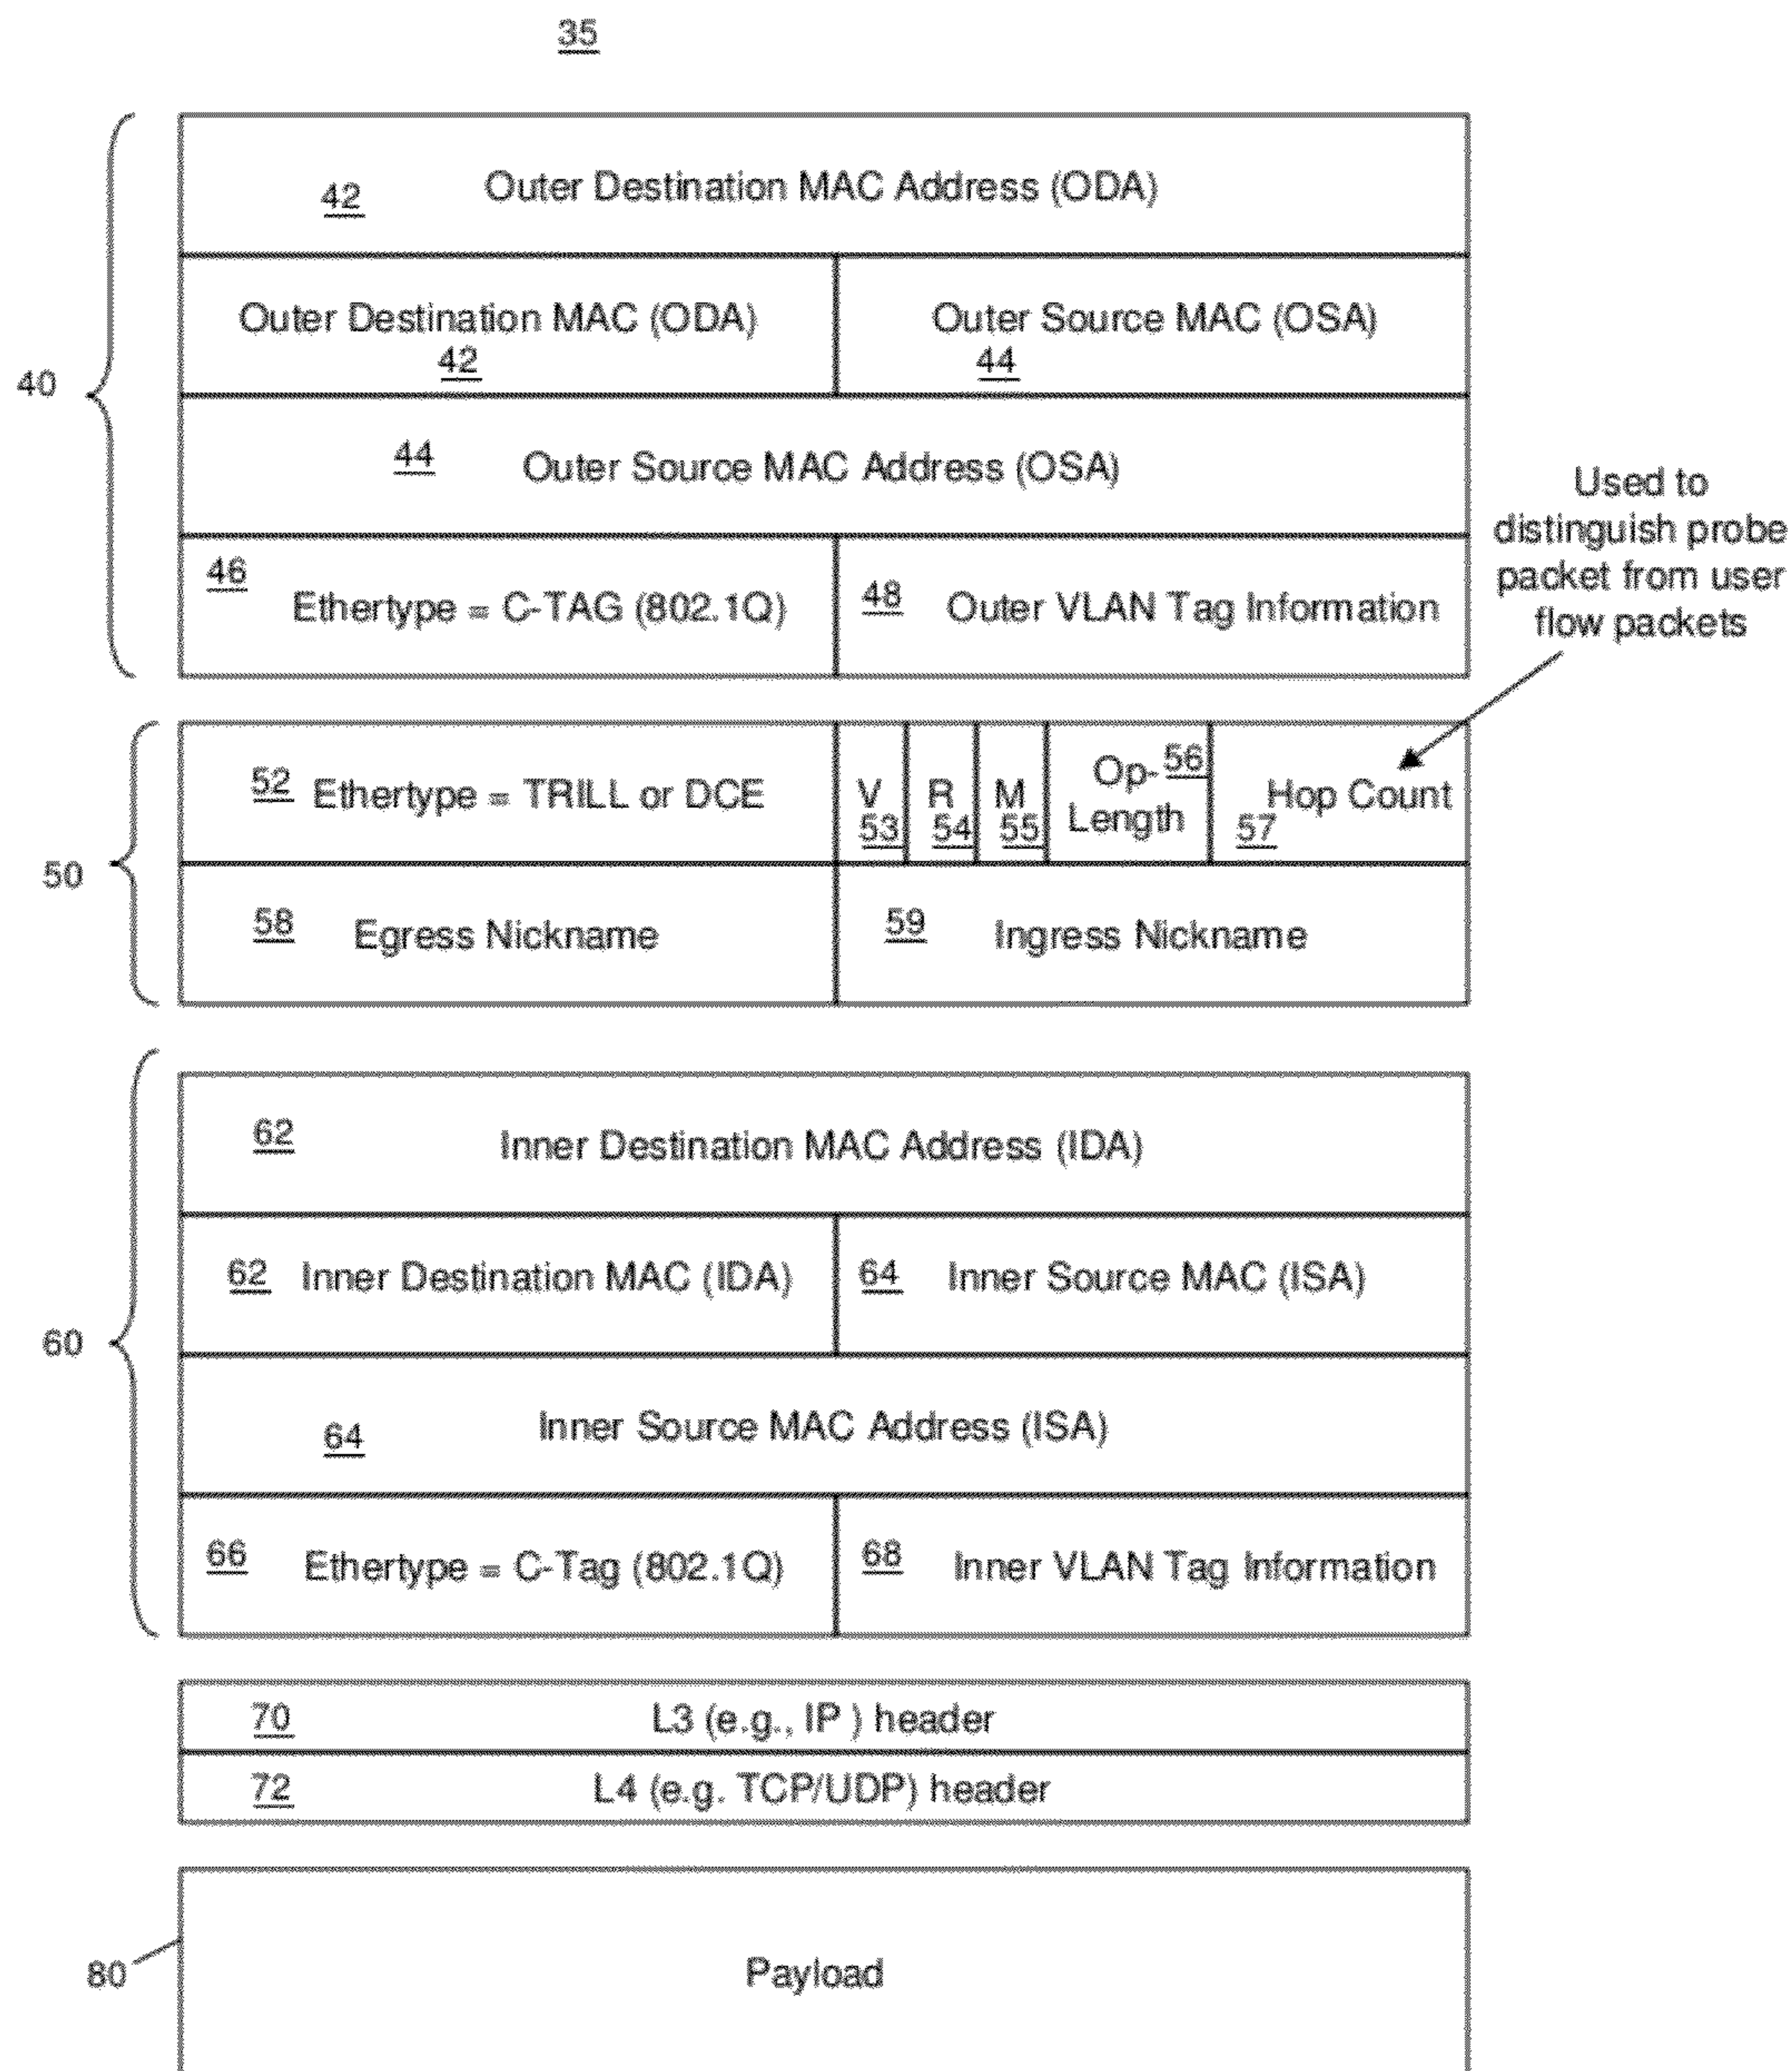 35
42 Outer Destination MAC Address (ODA)
Outer Destination MAC (ODA)
42
Outer Source MAC (OSA)
44
40
44 Outer Source MAC Address (OSA)
46 Ethertype = C-TAG (802.1Q)
48 Outer VLAN Tag Information
Used to
distinguish probe
packet from user
flow packets
50
52 Ethertype = TRILL or DCE
V
53
R
54
M
55
Op- 56
Length
Hop Count
57
58 Egress Nickname
59 Ingress Nickname
60
62 Inner Destination MAC Address (IDA)
62 Inner Destination MAC (IDA)
64 Inner Source MAC (ISA)
64 Inner Source MAC Address (ISA)
66 Ethertype = C-Tag (802.1Q)
68 Inner VLAN Tag Information
70 L3 (e.g., IP ) header
72 L4 (e.g. TCP/UDP) header
80
Payload